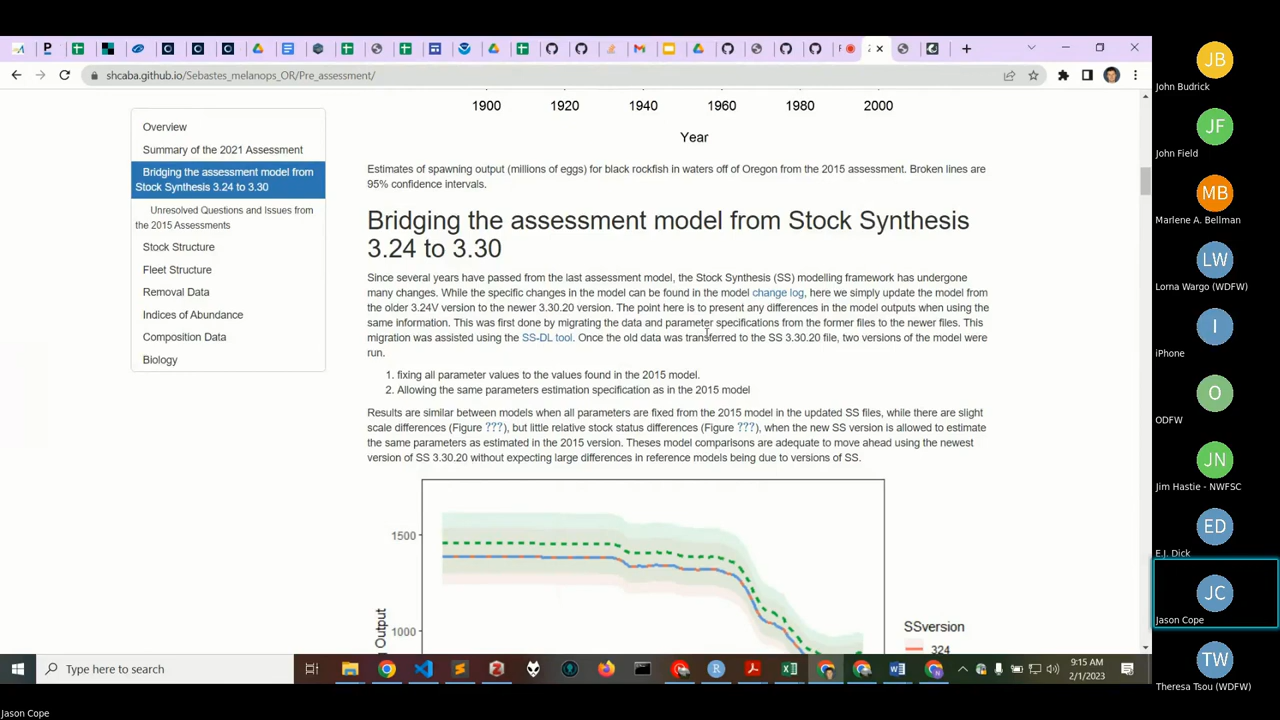 shcaba.github.io/Sebastes_melanops_OR/Pre_assessment/
1900
1920
1940
1960
1980
2000
Year
Overview
Summary of the 2021 Assessment
Bridging the assessment model from
Stock Synthesis 3.24 to 3.30
Unresolved Questions and Issues from
the 2015 Assessments
Stock Structure
Fleet Structure
Removal Data
Indices of Abundance
Composition Data
Biology
Estimates of spawning output (millions of eggs) for black rockfish in waters off of Oregon from the 2015 assessment. Broken lines are
95% confidence intervals.
Bridging the assessment model from Stock Synthesis
3.24 to 3.30
Since several years have passed from the last assessment model, the Stock Synthesis (SS) modelling framework has undergone
many changes. While the specific changes in the model can be found in the model change log, here we simply update the model from
the older 3.24V version to the newer 3.30.20 version. The point here is to present any differences in the model outputs when using the
same information. This was first done by migrating the data and parameter specifications from the former files to the newer files. This
migration was assisted using the SS-DL tool. Once the old data was transferred to the SS 3.30.20 file, two versions of the model were
run.
1. fixing all parameter values to the values found in the 2015 model.
2. Allowing the same parameters estimation specification as in the 2015 model
Results are similar between models when all parameters are fixed from the 2015 model in the updated SS files, while there are slight
scale differences (Figure ???), but little relative stock status differences (Figure ???), when the new SS version is allowed to estimate
the same parameters as estimated in the 2015 version. Theses model comparisons are adequate to move ahead using the newest
version of SS 3.30.20 without expecting large differences in reference models being due to versions of SS.
1500
1000
Output
SSversion
324
Type here to search
9:15 AM
2/1/2023
JB
John Budrick
JF
John Field
MB
Marlene A. Bellman
LW
Lorna Wargo (WDFW)
I
iPhone
O
ODFW
JN
Jim Hastie - NWFSC
ED
E.J. Dick
JC
Jason Cope
TW
Theresa Tsou (WDFW)
Jason Cope